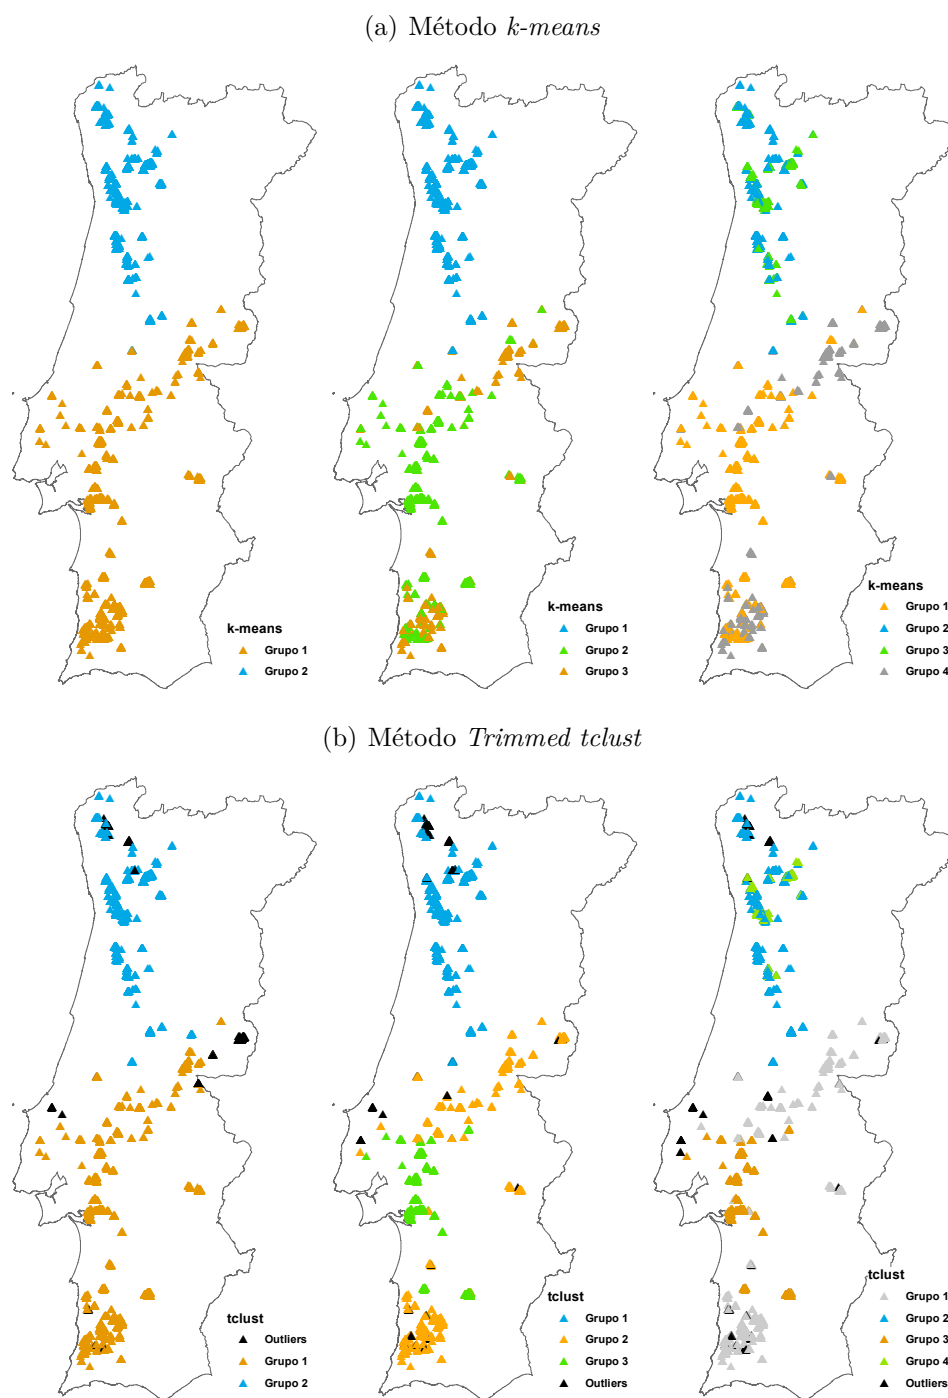 (a) Método k-means
k-means
Grupo 1
Grupo 2
k-means
Grupo 1
Grupo 2
Grupo 3
k-means
Grupo 1
Grupo 2
Grupo 3
Grupo 4
(b) Método Trimmed tclust
tclust
Outliers
Grupo 1
Grupo 2
tclust
Grupo 1
Grupo 2
Grupo 3
Outliers
tclust
Grupo 1
Grupo 2
Grupo 3
Grupo 4
Outliers